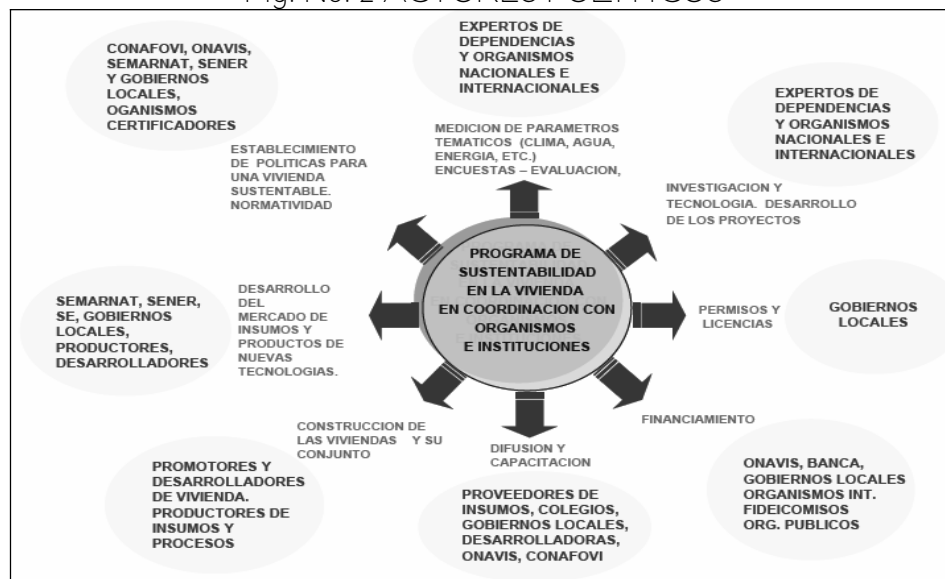 Fig. No. 2 ACTORES POLITICOS
CONAFOVI, ONAVIS,
SEMARNAT, SENER
Y GOBIERNOS
LOCALES,
OGANISMOS
CERTIFICADORES
EXPERTOS DE
DEPENDENCIAS
Y ORGANISMOS
NACIONALES E
INTERNACIONALES
EXPERTOS DE
DEPENDENCIAS
Y ORGANISMOS
NACIONALES E
INTERNACIONALES
ESTABLECIMIENTO
DE POLITICAS PARA
UNA VIVIENDA
SUSTENTABLE.
NORMATIVIDAD
MEDICION DE PARAMETROS
TEMATICOS (CLIMA, AGUA,
ENERGIA, ETC.)
ENCUESTAS – EVALUACION,
INVESTIGACION Y
TECNOLOGIA. DESARROLLO
DE LOS PROYECTOS
PROGRAMA DE
SUSTENTABILIDAD
EN LA VIVIENDA
EN COORDINACION CON
ORGANISMOS
E INSTITUCIONES
SEMARNAT, SENER,
SE, GOBIERNOS
LOCALES,
PRODUCTORES,
DESARROLLADORES
DESARROLLO
DEL
MERCADO DE
INSUMOS Y
PRODUCTOS DE
NUEVAS
TECNOLOGIAS.
PERMISOS Y
LICENCIAS
GOBIERNOS
LOCALES
CONSTRUCCION DE
LAS VIVIENDAS Y SU
CONJUNTO
DIFUSION Y
CAPACITACION
FINANCIAMIENTO
PROMOTORES Y
DESARROLLADORES
DE VIVIENDA.
PRODUCTORES DE
INSUMOS Y
PROCESOS
PROVEEDORES DE
INSUMOS, COLEGIOS,
GOBIERNOS LOCALES,
DESARROLLADORAS,
ONAVIS, CONAFOVI
ONAVIS, BANCA,
GOBIERNOS LOCALES
ORGANISMOS INT.
FIDEICOMISOS
ORG. PUBLICOS